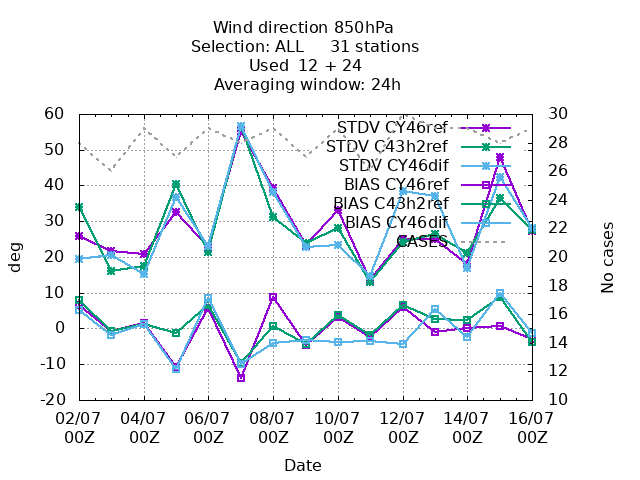 Wind direction 850hPa
Selection: ALL 31 stations
Used 12 + 24
Averaging window: 24h
60
50
40
30
20
10
0
-10
-20
deg
30
28
26
24
22
20
18
16
14
12
10
No cases
STDV CY46ref
STDV C43h2ref
STDV CY46dif
BIAS CY46ref
BIAS C43h2ref
BIAS CY46dif
CASES
02/07 04/07 06/07 08/07 10/07 12/07 14/07 16/07
00Z 00Z 00Z 00Z 00Z 00Z 00Z 00Z
Date